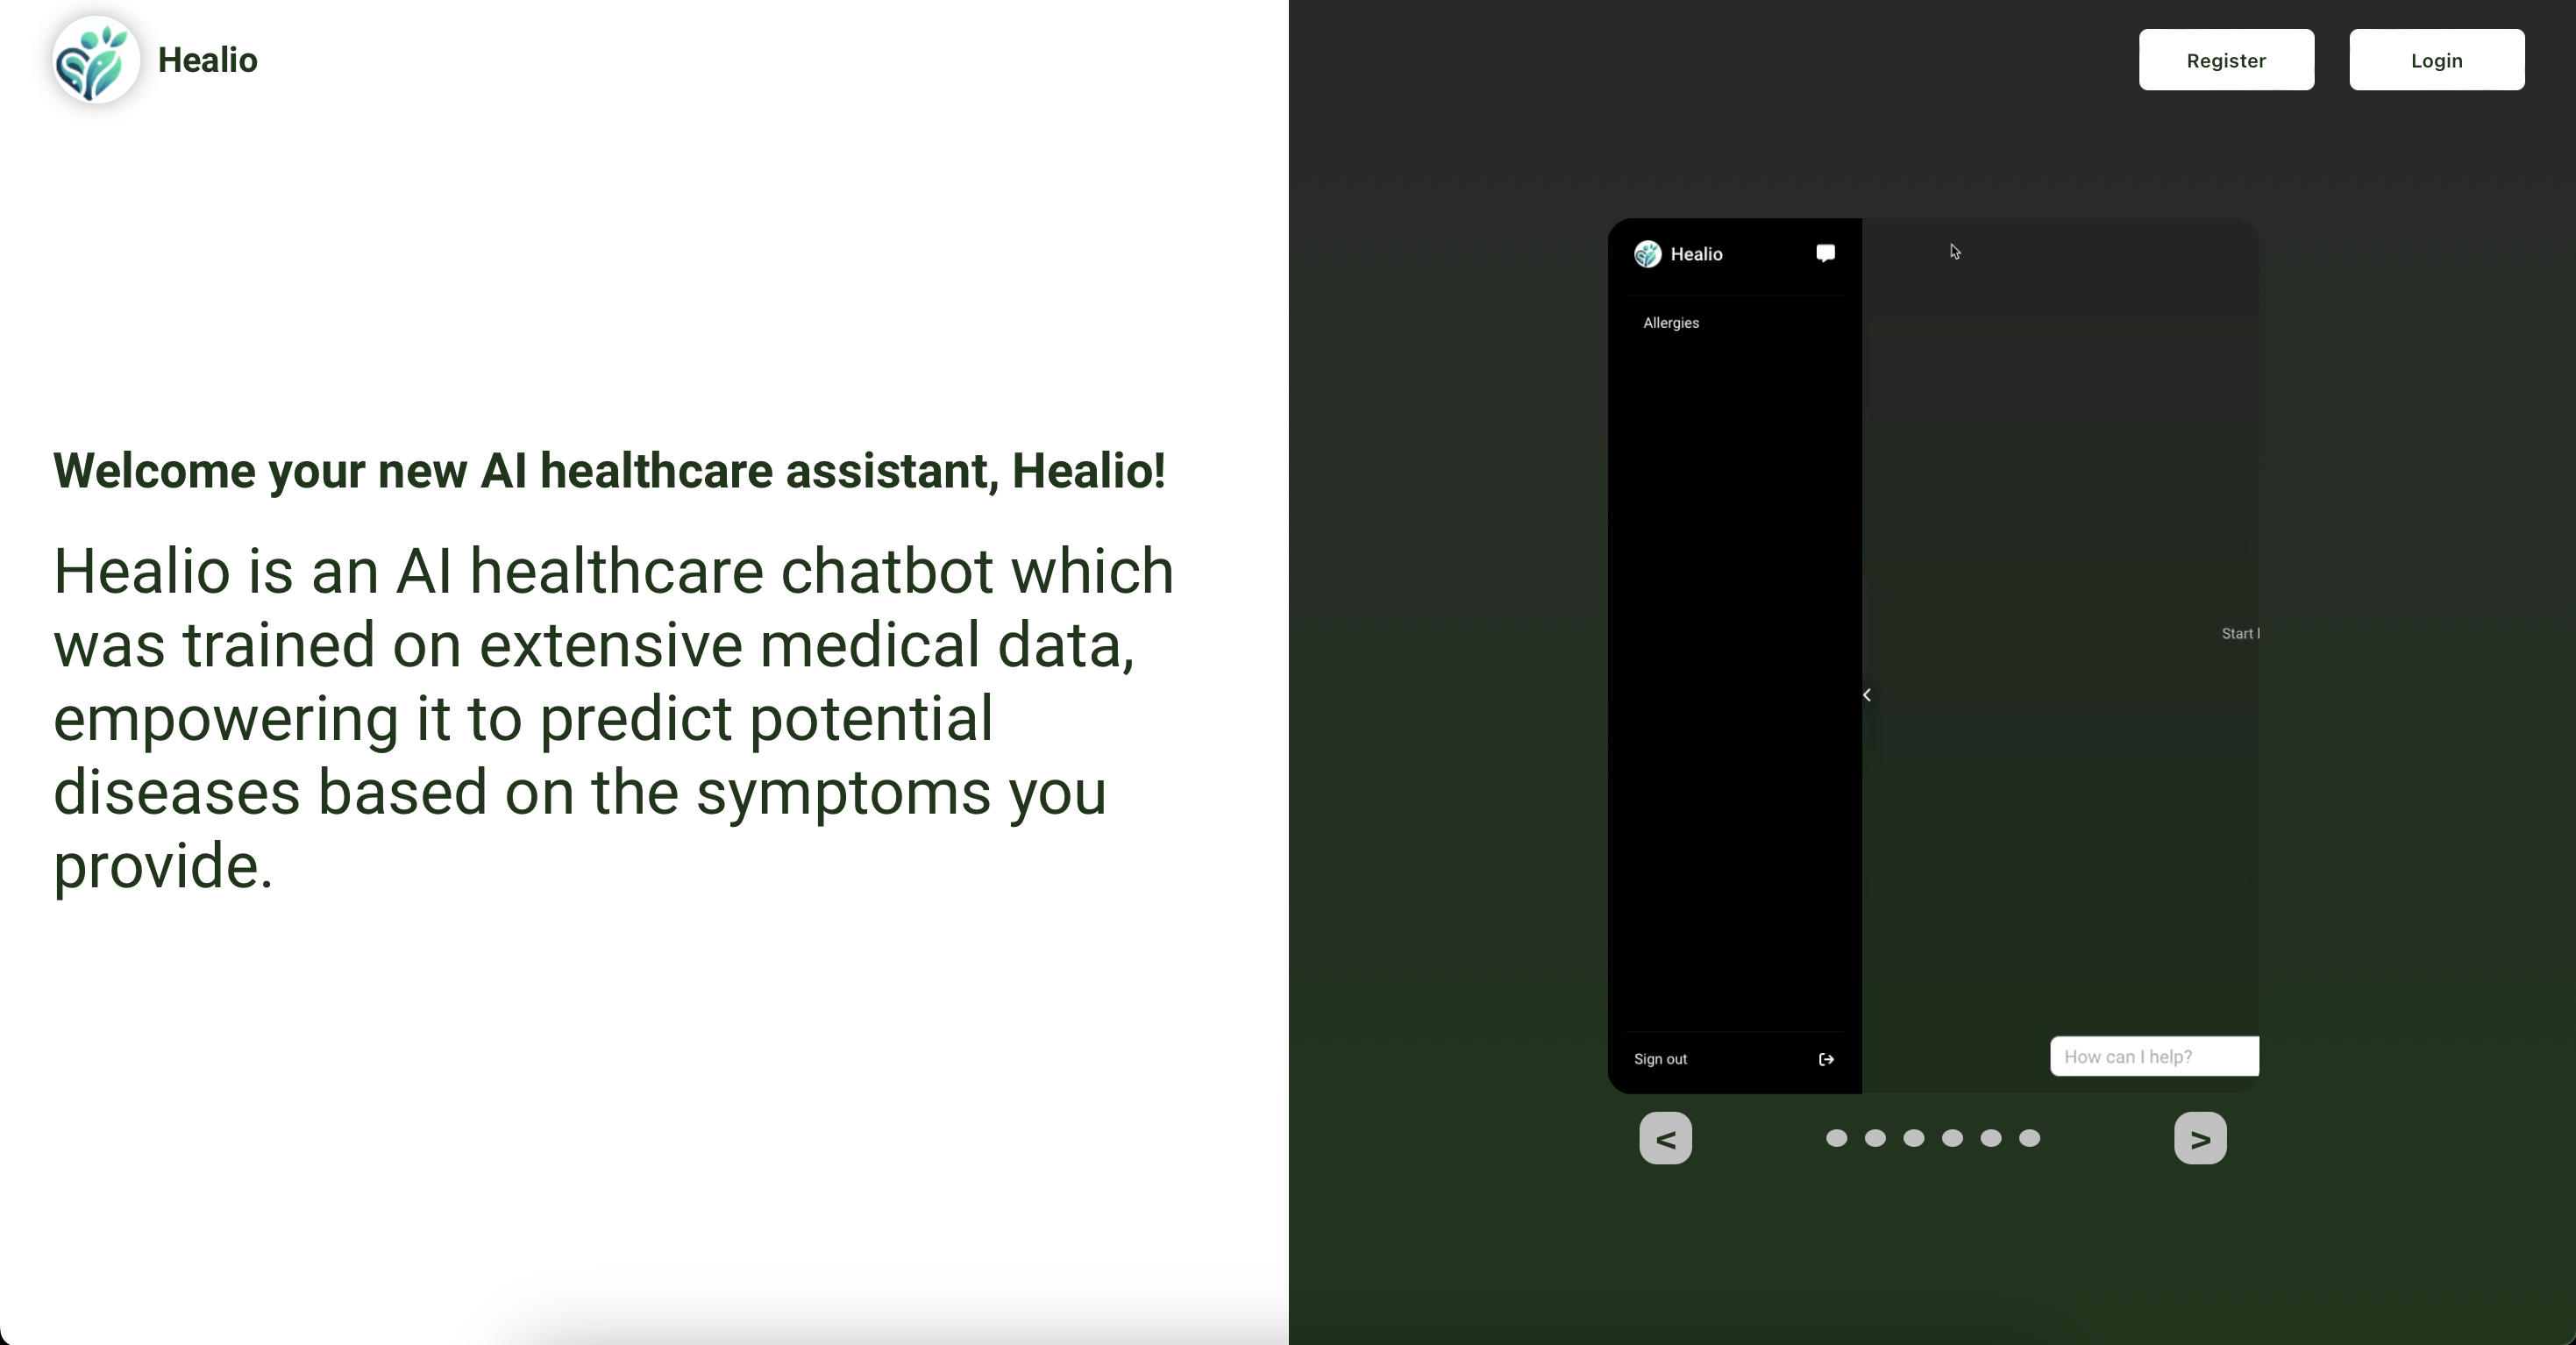 Healio
Register
Login
Welcome your new AI healthcare assistant, Healio!
Healio is an AI healthcare chatbot which
was trained on extensive medical data,
empowering it to predict potential
diseases based on the symptoms you
provide.
Healio
Allergies
Start
How can I help?
Sign out
<
>